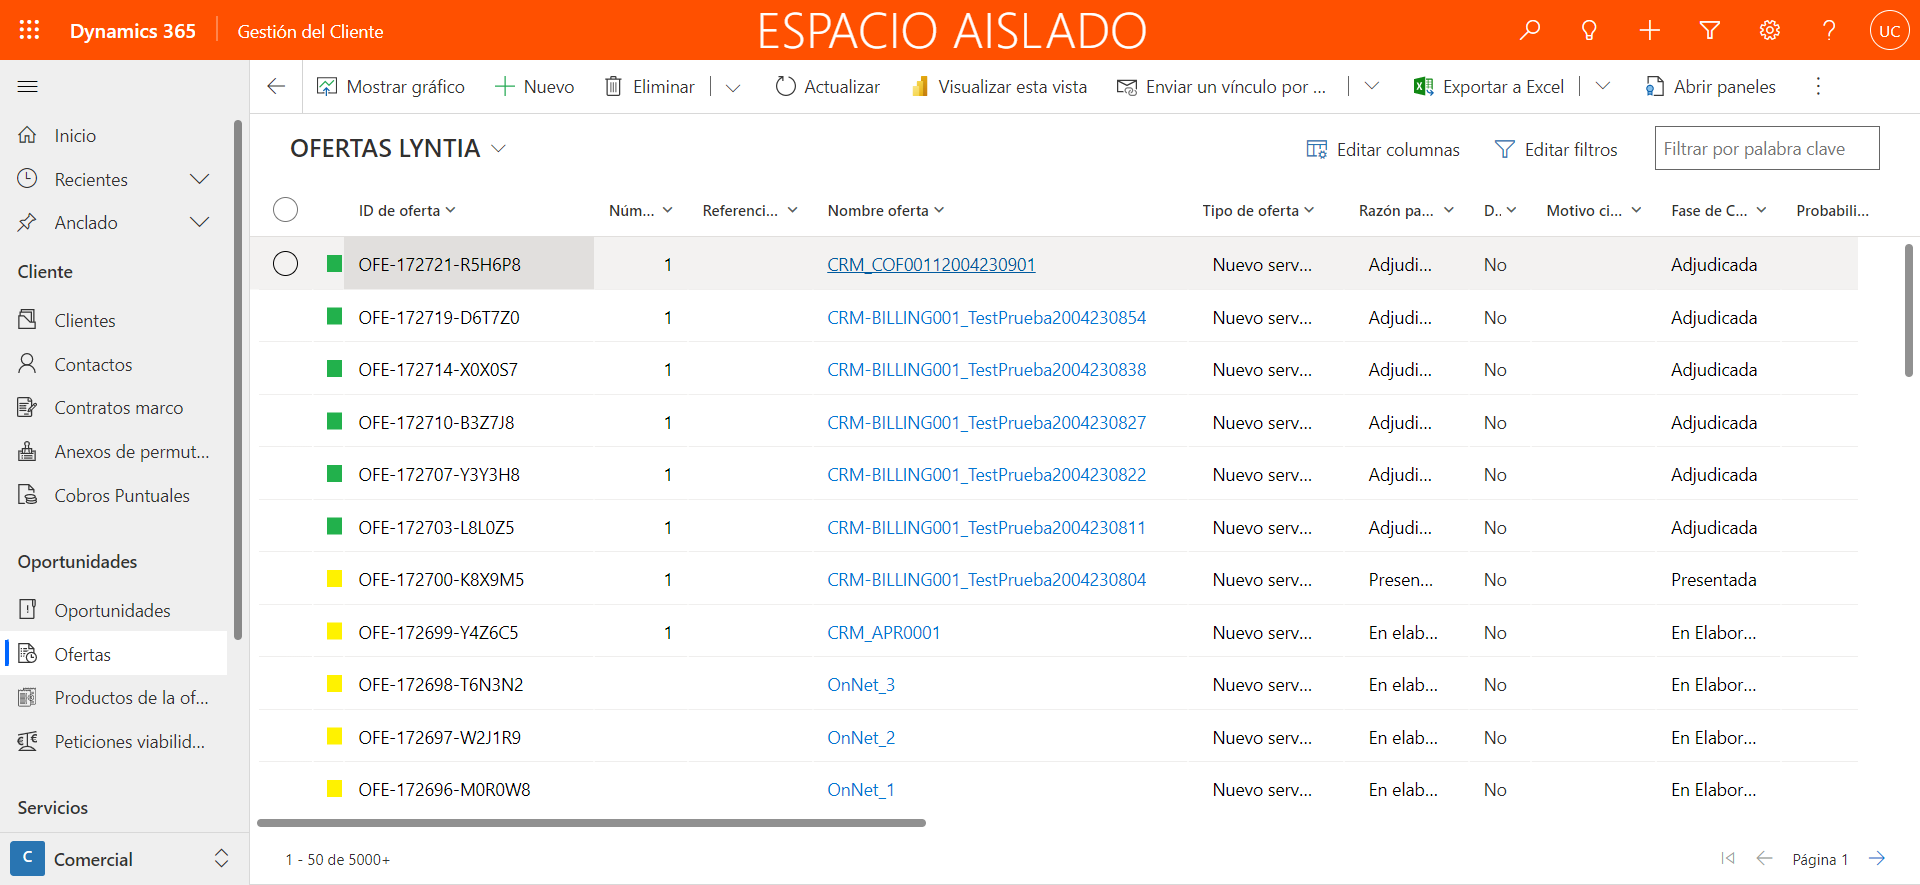 Dynamics 365 Gestión del Cliente ESPACIO AISLADO UC
Mostrar gráfico Nuevo Eliminar Actualizar Visualizar esta vista Enviar un vínculo por ... Exportar a Excel Abrir paneles
Inicio
Recientes
Anclado
Cliente
Clientes
Contactos
Contratos marco
Anexos de permut...
Cobros Puntuales
Oportunidades
Oportunidades
Ofertas
Productos de la of...
Peticiones viabilid...
Servicios
C Comercial
OFERTAS LYNTIA Editar columnas Editar filtros Filtrar por palabra clave
ID de oferta Núm... Referenci... Nombre oferta Tipo de oferta Razón pa... D.. Motivo ci... Fase de C... Probabili...
OFE-172721-R5H6P8 1 CRM_COF00112004230901 Nuevo serv... Adjudi... No Adjudicada
OFE-172719-D6T7Z0 1 CRM-BILLING001_TestPrueba2004230854 Nuevo serv... Adjudi... No Adjudicada
OFE-172714-X0X0S7 1 CRM-BILLING001_TestPrueba2004230838 Nuevo serv... Adjudi... No Adjudicada
OFE-172710-B3Z7J8 1 CRM-BILLING001_TestPrueba2004230827 Nuevo serv... Adjudi... No Adjudicada
OFE-172707-Y3Y3H8 1 CRM-BILLING001_TestPrueba2004230822 Nuevo serv... Adjudi... No Adjudicada
OFE-172703-L8L0Z5 1 CRM-BILLING001_TestPrueba2004230811 Nuevo serv... Adjudi... No Adjudicada
OFE-172700-K8X9M5 1 CRM-BILLING001_TestPrueba2004230804 Nuevo serv... Presen... No Presentada
OFE-172699-Y4Z6C5 1 CRM_APR0001 Nuevo serv... En elab... No En Elabor...
OFE-172698-T6N3N2 OnNet_3 Nuevo serv... En elab... No En Elabor...
OFE-172697-W2J1R9 OnNet_2 Nuevo serv... En elab... No En Elabor...
OFE-172696-M0R0W8 OnNet_1 Nuevo serv... En elab... No En Elabor...
1 - 50 de 5000+ Página 1